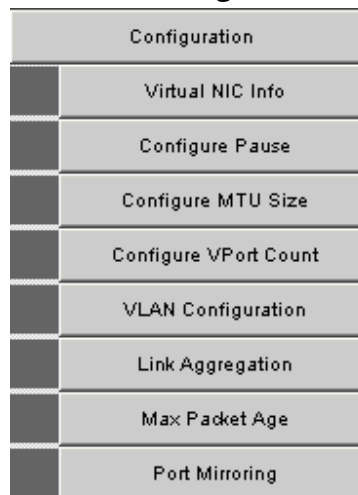 Configuration
Virtual NIC Info
Configure Pause
Configure MTU Size
Configure VPort Count
VLAN Configuration
Link Aggregation
Max Packet Age
Port Mirroring